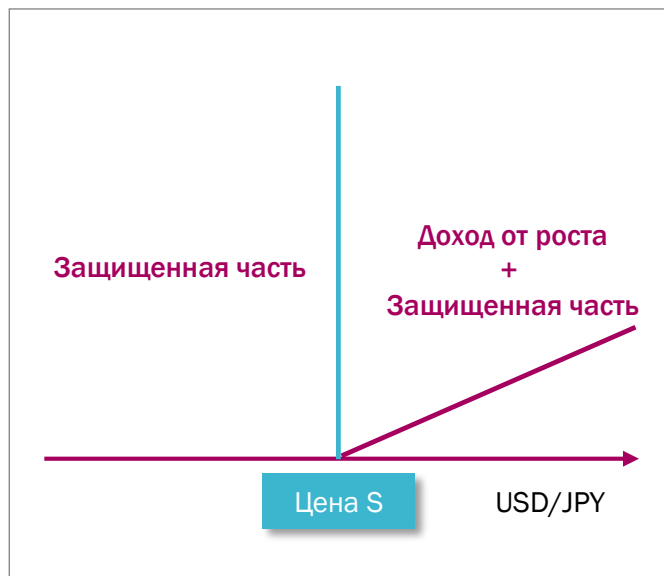 Защищенная часть
Доход от роста
+
Защищенная часть
Цена S
USD/JPY